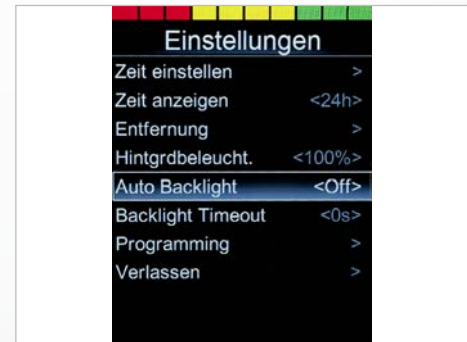 Einstellungen
Zeit einstellen >
Zeit anzeigen <24h>
Entfernung >
Hintgrdbeleucht. <100%>
Auto Backlight <Off>
Backlight Timeout <0s>
Programming >
Verlassen >